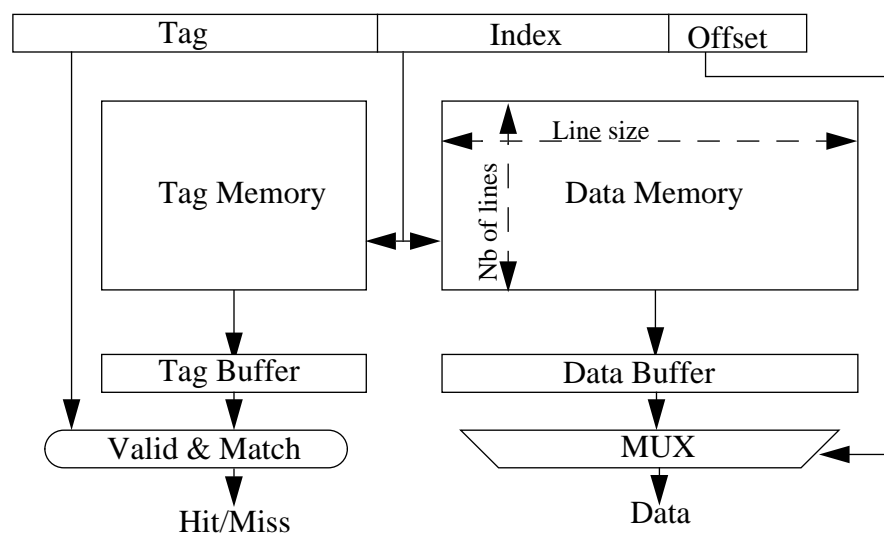 Tag
Index
Offset
Line size
Nb of lines
Tag Memory
Data Memory
Tag Buffer
Data Buffer
Valid & Match
MUX
Hit/Miss
Data